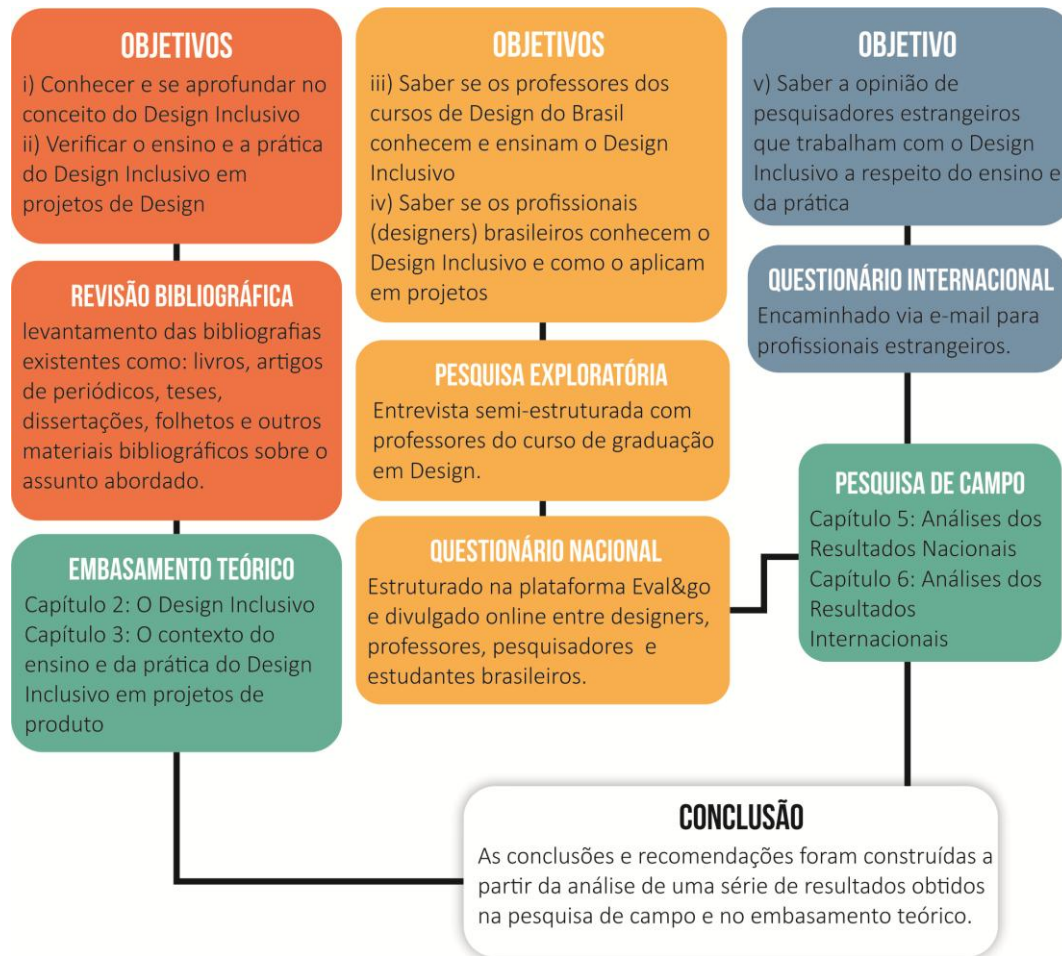 OBJETIVOS
i) Conhecer e se aprofundar no
conceito do Design Inclusivo
ii) Verificar o ensino e a prática
do Design Inclusivo em
projetos de Design
REVISÃO BIBLIOGRÁFICA
levantamento das bibliografias
existentes como: livros, artigos
de periódicos, teses,
dissertações, folhetos e outros
materiais bibliográficos sobre o
assunto abordado.
EMBASAMENTO TEÓRICO
Capítulo 2: O Design Inclusivo
Capítulo 3: O contexto do
ensino e da prática do Design
Inclusivo em projetos de
produto
OBJETIVOS
iii) Saber se os professores dos
cursos de Design do Brasil
conhecem e ensinam o Design
Inclusivo
iv) Saber se os profissionais
(designers) brasileiros conhecem o
Design Inclusivo e como o aplicam
em projetos
PESQUISA EXPLORATÓRIA
Entrevista semi-estruturada com
professores do curso de graduação
em Design.
QUESTIONÁRIO NACIONAL
Estruturado na plataforma Eval&go
e divulgado online entre designers,
professores, pesquisadores e
estudantes brasileiros.
OBJETIVO
v) Saber a opinião de
pesquisadores estrangeiros
que trabalham com o Design
Inclusivo a respeito do ensino e
da prática
QUESTIONÁRIO INTERNACIONAL
Encaminhado via e-mail para
profissionais estrangeiros.
PESQUISA DE CAMPO
Capítulo 5: Análises dos
Resultados Nacionais
Capítulo 6: Análises dos
Resultados
Internacionais
CONCLUSÃO
As conclusões e recomendações foram construídas a
partir da análise de uma série de resultados obtidos
na pesquisa de campo e no embasamento teórico.